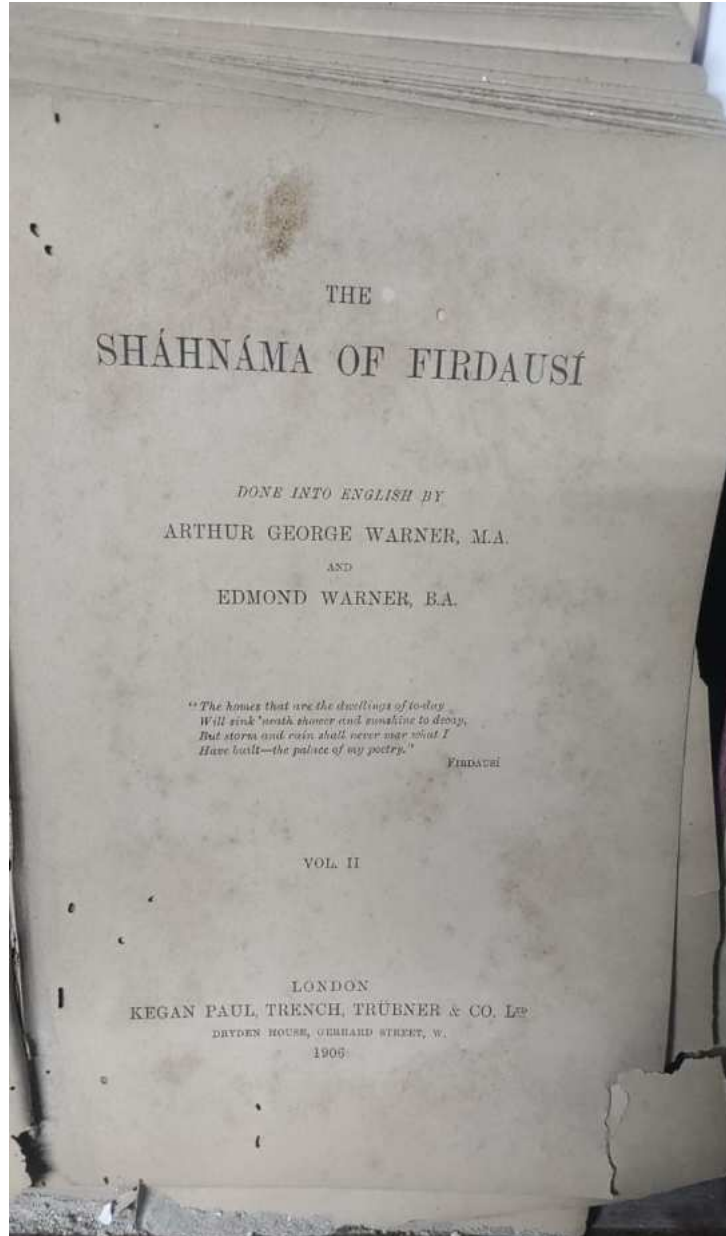 THE
SHÁHNÁMA OF FIRDAUSÍ
DONE INTO ENGLISH BY
ARTHUR GEORGE WARNER, M.A.
AND
EDMOND WARNER, B.A.
"The homes that are the dwellings of to-day
Will sink 'neath shower and sunshine to decay,
But storm and rain shall never mar what I
Have built—the palace of my poetry."
FIRDAUSÍ
VOL. II
LONDON
KEGAN PAUL, TRENCH, TRÜBNER & CO. LTD
DRYDEN HOUSE, GERRARD STREET, W.
1906